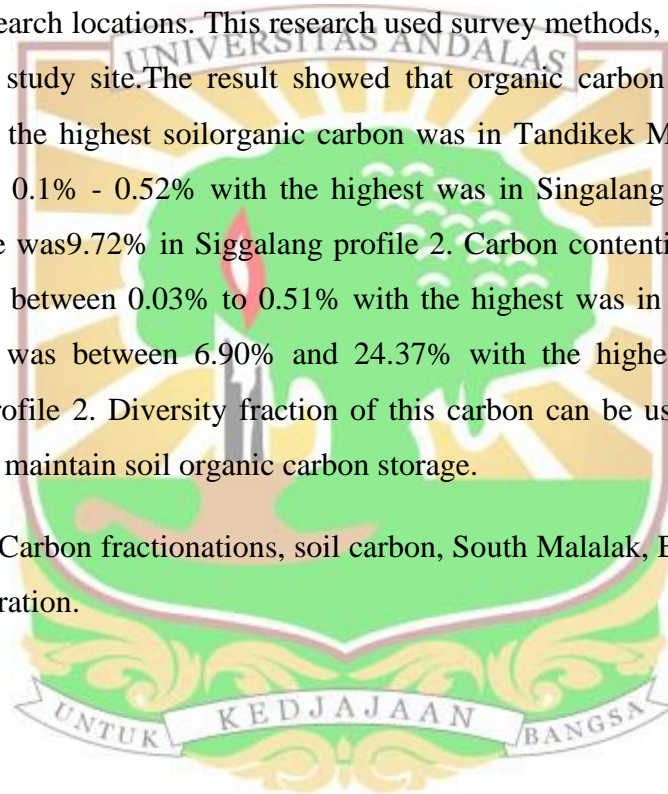 earch locations. This research used survey methods,
UNIVERSITAS ANDALAS
study site.The result showed that organic carbon
the highest soilorganic carbon was in Tandikek M
0.1% - 0.52% with the highest was in Singalang
e was9.72% in Siggalang profile 2. Carbon contenti
between 0.03% to 0.51% with the highest was in
was between 6.90% and 24.37% with the highe
rofile 2. Diversity fraction of this carbon can be us
maintain soil organic carbon storage.
Carbon fractionations, soil carbon, South Malalak, E
ration.
UNTUK KEDJAJAAN BANGSA